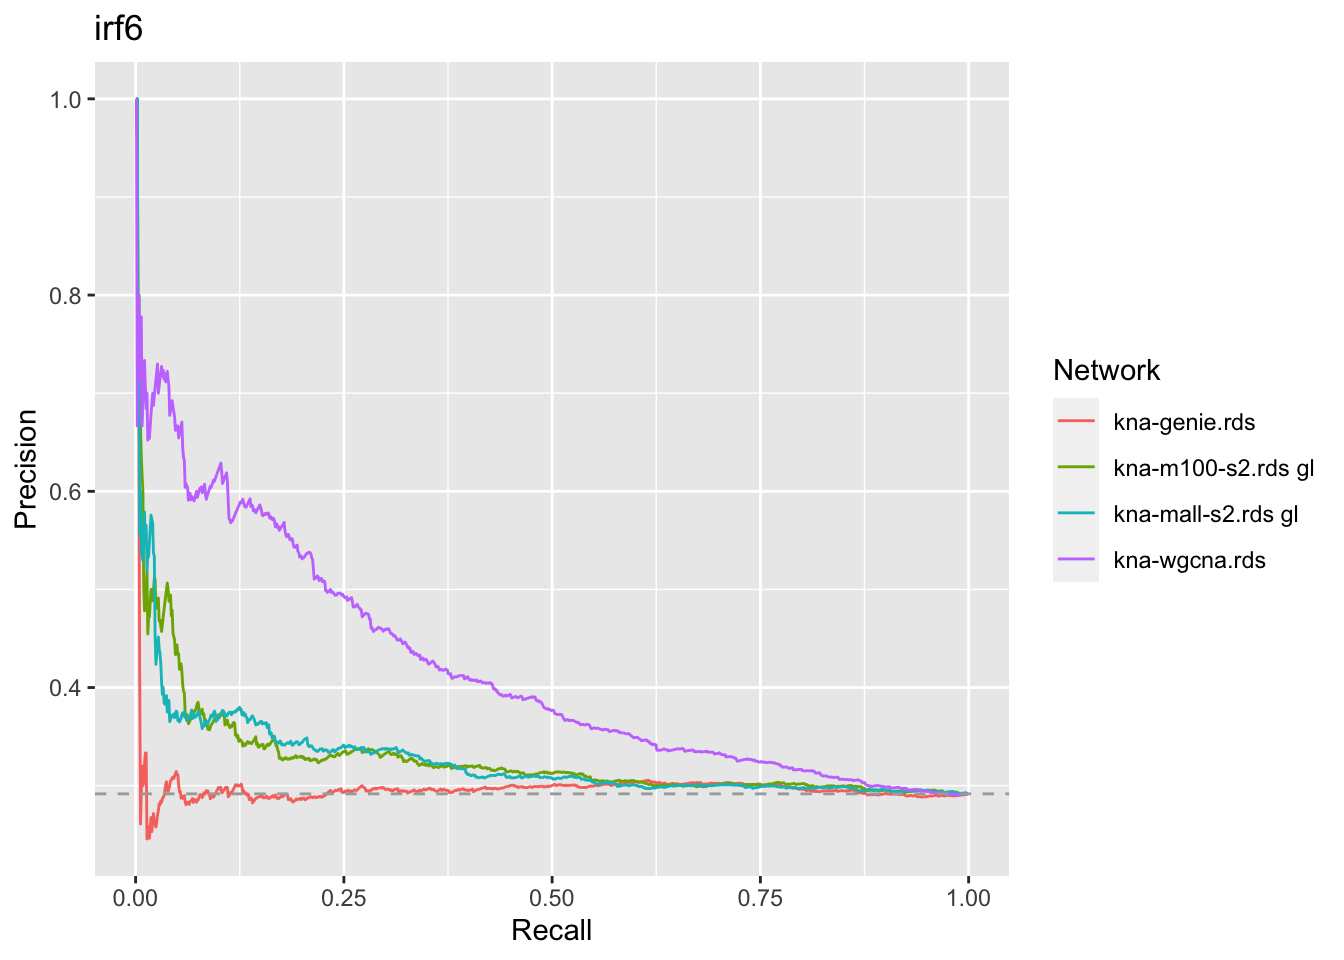 irf6
1.0
0.8
0.6
0.4
Precision
0.00
0.25
0.50
0.75
1.00
Recall
Network
kna-genie.rds
kna-m100-s2.rds gl
kna-mall-s2.rds gl
kna-wgcna.rds